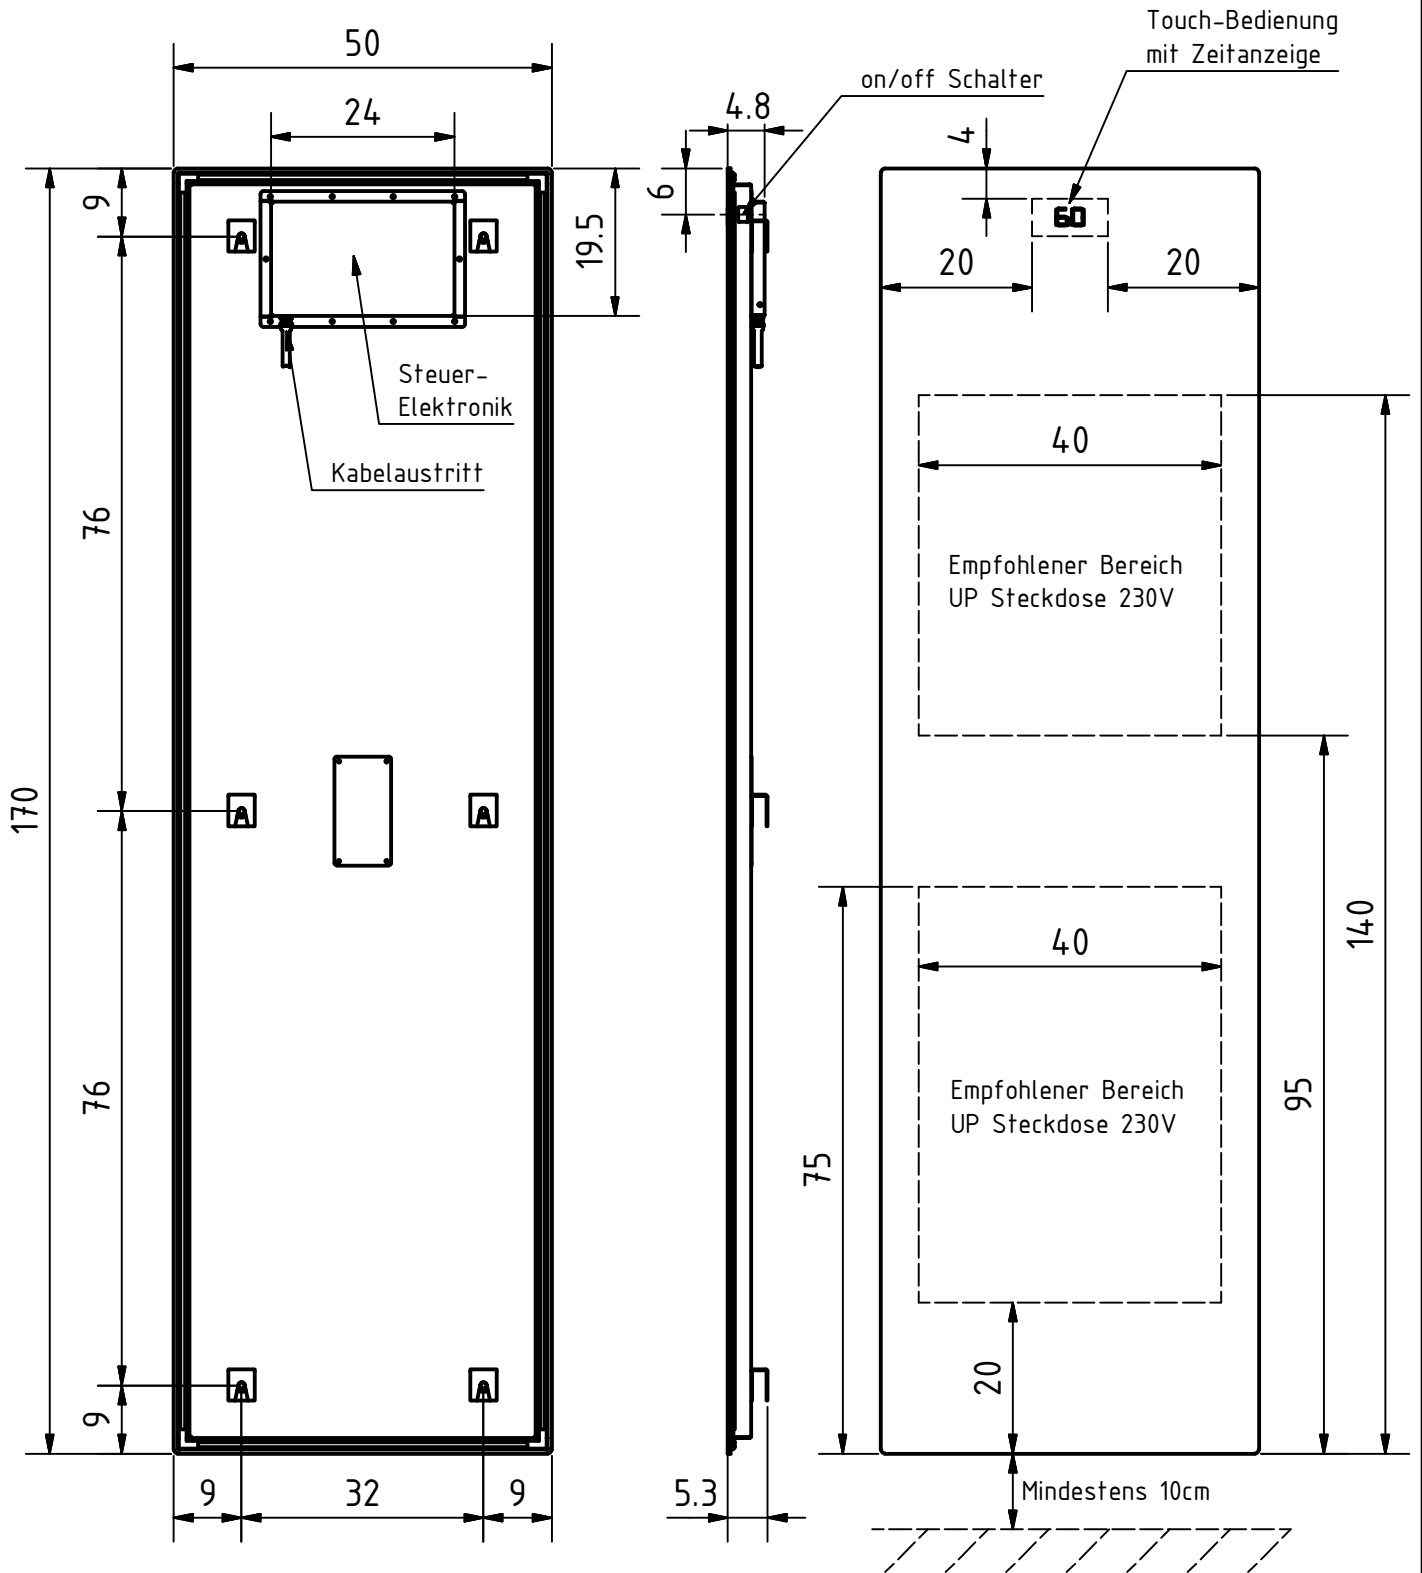 Touch-Bedienung
mit Zeitanzeige
on/off Schalter
50
24
4.8
4
9
6
19.5
60
20
20
Steuer-
Elektronik
Kabelaustritt
40
76
Empfohlener Bereich
UP Steckdose 230V
170
140
40
76
95
Empfohlener Bereich
UP Steckdose 230V
75
20
9
9
32
9
5.3
Mindestens 10cm